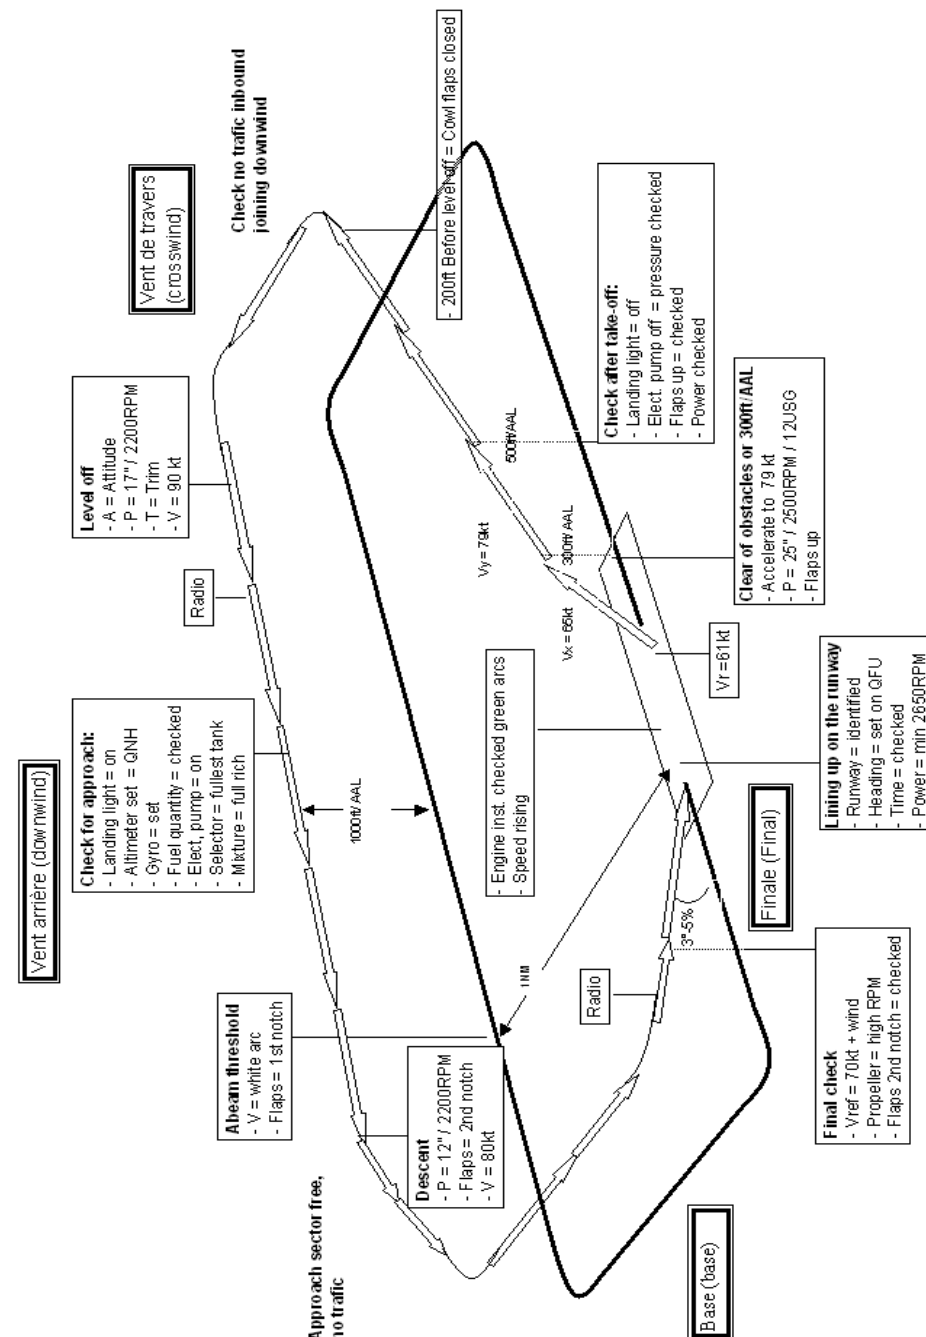 Vent arrière (downwind)
Vent de travers
(crosswind)
Check no trafic inbound
joining downwind
Level off
- A = Attitude
- P = 17" / 2200RPM
- T = Trim
- V = 90 kt
Radio
Check for approach:
- Landing light = on
- Altimeter set = QNH
- Gyro = set
- Fuel quantity = checked
- Elect, pump = on
- Selector = fullest tank
- Mixture = full rich
1000ft/ AAL
Abeam threshold
- V = white arc
- Flaps = 1st notch
Descent
- P = 12" / 2200RPM
- Flaps = 2nd notch
- V = 80kt
Approach sector free,
no trafic
- 200ft Before level off = Cowl flaps closed
Check after take-off:
- Landing light = off
- Elect. pump off = pressure checked
- Flaps up = checked
- Power checked
500ft/AAL
Vy = 79kt
300ft/AAL
Vx = 65kt
Clear of obstacles or 300ft/AAL
- Accelerate to 79 kt
- P = 25" / 2500RPM / 12USG
- Flaps up
Vr =61kt
- Engine inst. checked green arcs
- Speed rising
Lining up on the runway
- Runway = identified
- Heading = set on QFU
- Time = checked
- Power = min 2650RPM
1NM
Radio
3°-5%
Finale (Final)
Final check
- Vref = 70kt + wind
- Propeller = high RPM
- Flaps 2nd notch = checked
Base (base)